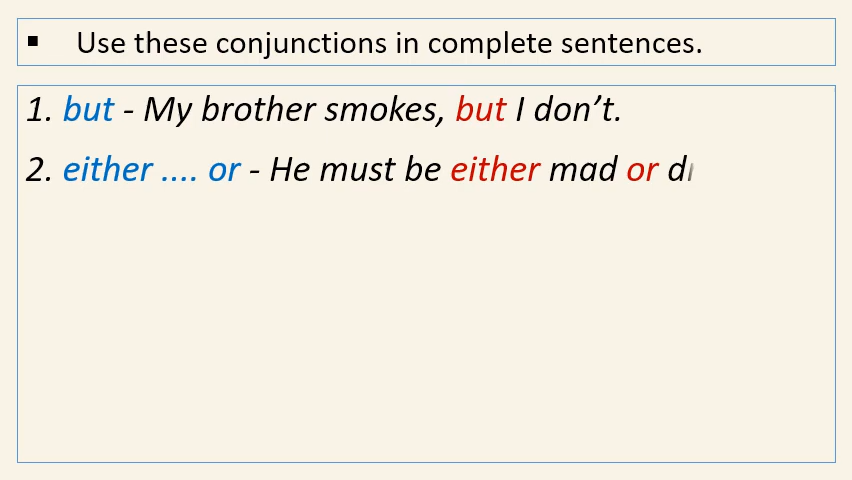 ▪ Use these conjunctions in complete sentences.
1. but - My brother smokes, but I don’t.
2. either .... or - He must be either mad or